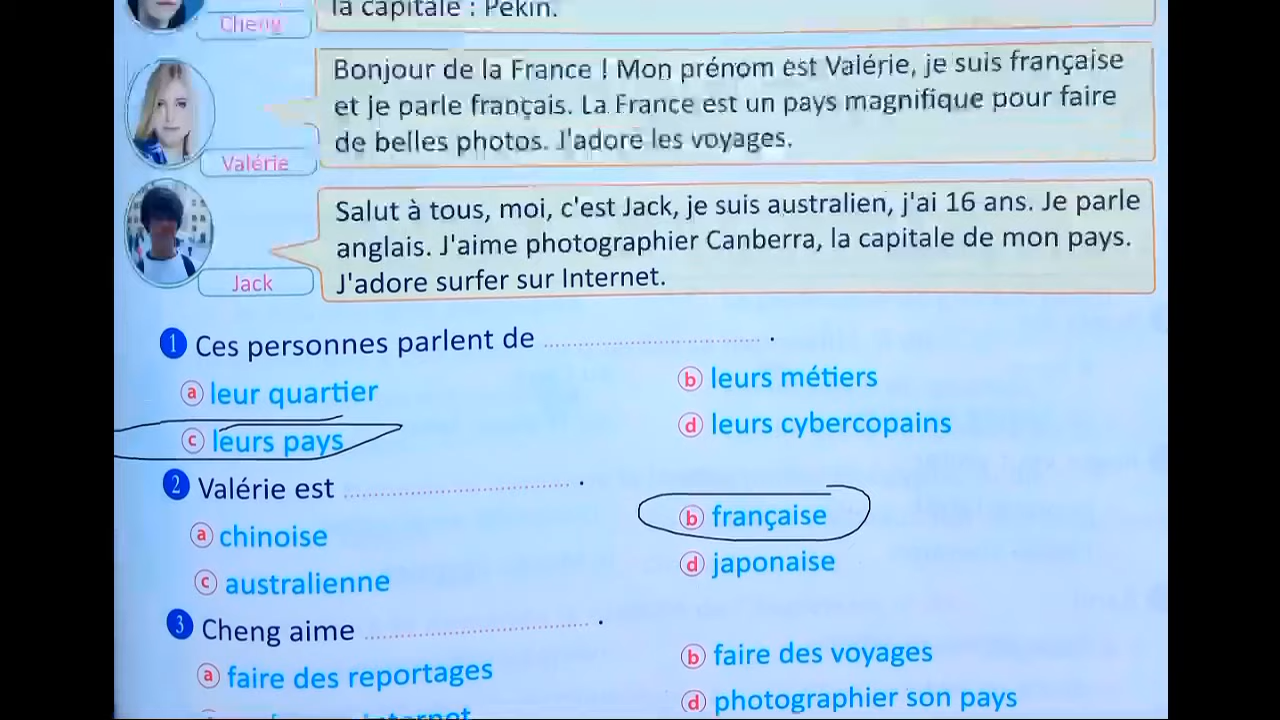 la capitale : Pékin.
Cheng
Bonjour de la France ! Mon prénom est Valérie, je suis française
et je parle français. La France est un pays magnifique pour faire
de belles photos. J'adore les voyages.
Valérie
Salut à tous, moi, c'est Jack, je suis australien, j'ai 16 ans. Je parle
anglais. J'aime photographier Canberra, la capitale de mon pays.
J'adore surfer sur Internet.
Jack
1 Ces personnes parlent de ........................................ .
a leur quartier
b leurs métiers
c leurs pays
d leurs cybercopains
2 Valérie est ........................................ .
a chinoise
b française
c australienne
d japonaise
3 Cheng aime ........................................ .
a faire des reportages
b faire des voyages
d photographier son pays